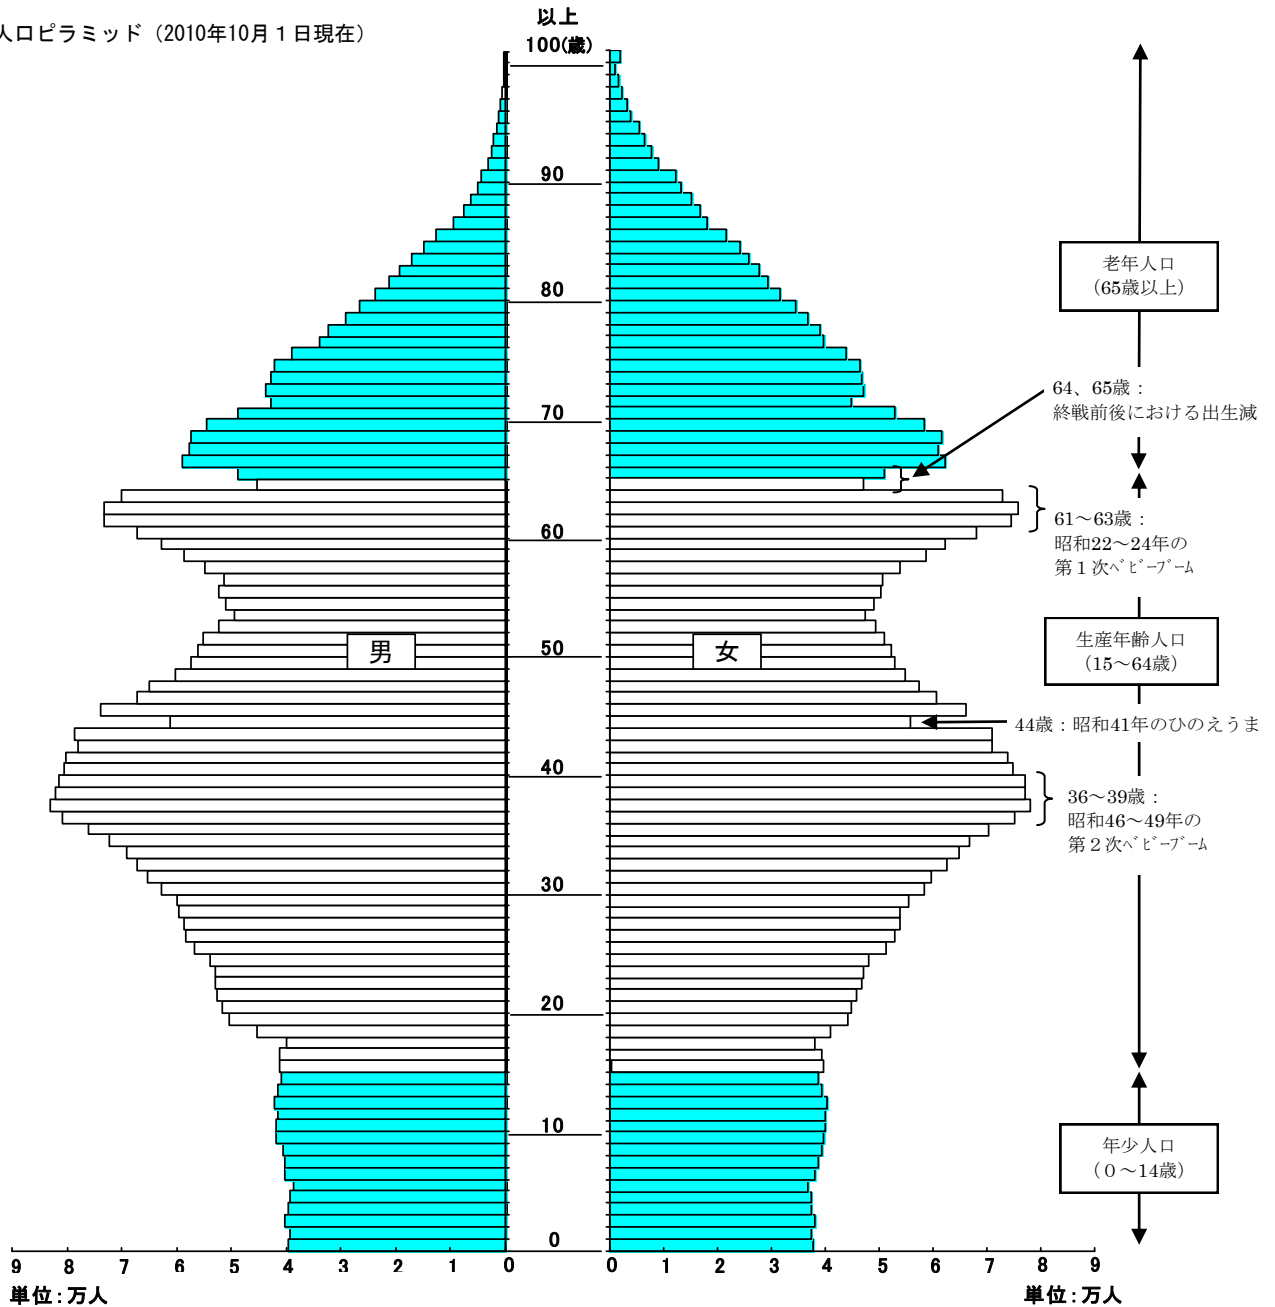 人口ピラミッド（2010年10月１日現在）
以上
100(歳)
90
80
70
60
50
40
30
20
10
0
男
女
老年人口
（65歳以上）
64、65歳：
終戦前後における出生減
61～63歳：
昭和22～24年の
第１次ﾍﾞﾋﾞｰﾌﾞｰﾑ
生産年齢人口
（15～64歳）
44歳：昭和41年のひのえうま
36～39歳：
昭和46～49年の
第２次ﾍﾞﾋﾞｰﾌﾞｰﾑ
年少人口
（０～14歳）
9 8 7 6 5 4 3 2 1 0
0 1 2 3 4 5 6 7 8 9
単位：万人
単位：万人